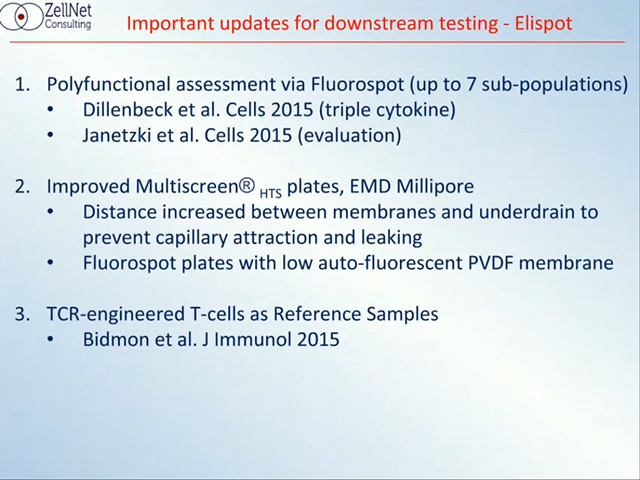 ZellNet
Consulting
Important updates for downstream testing - Elispot
1. Polyfunctional assessment via Fluorospot (up to 7 sub-populations)
• Dillenbeck et al. Cells 2015 (triple cytokine)
• Janetzki et al. Cells 2015 (evaluation)
2. Improved Multiscreen® HTS plates, EMD Millipore
• Distance increased between membranes and underdrain to
prevent capillary attraction and leaking
• Fluorospot plates with low auto-fluorescent PVDF membrane
3. TCR-engineered T-cells as Reference Samples
• Bidmon et al. J Immunol 2015